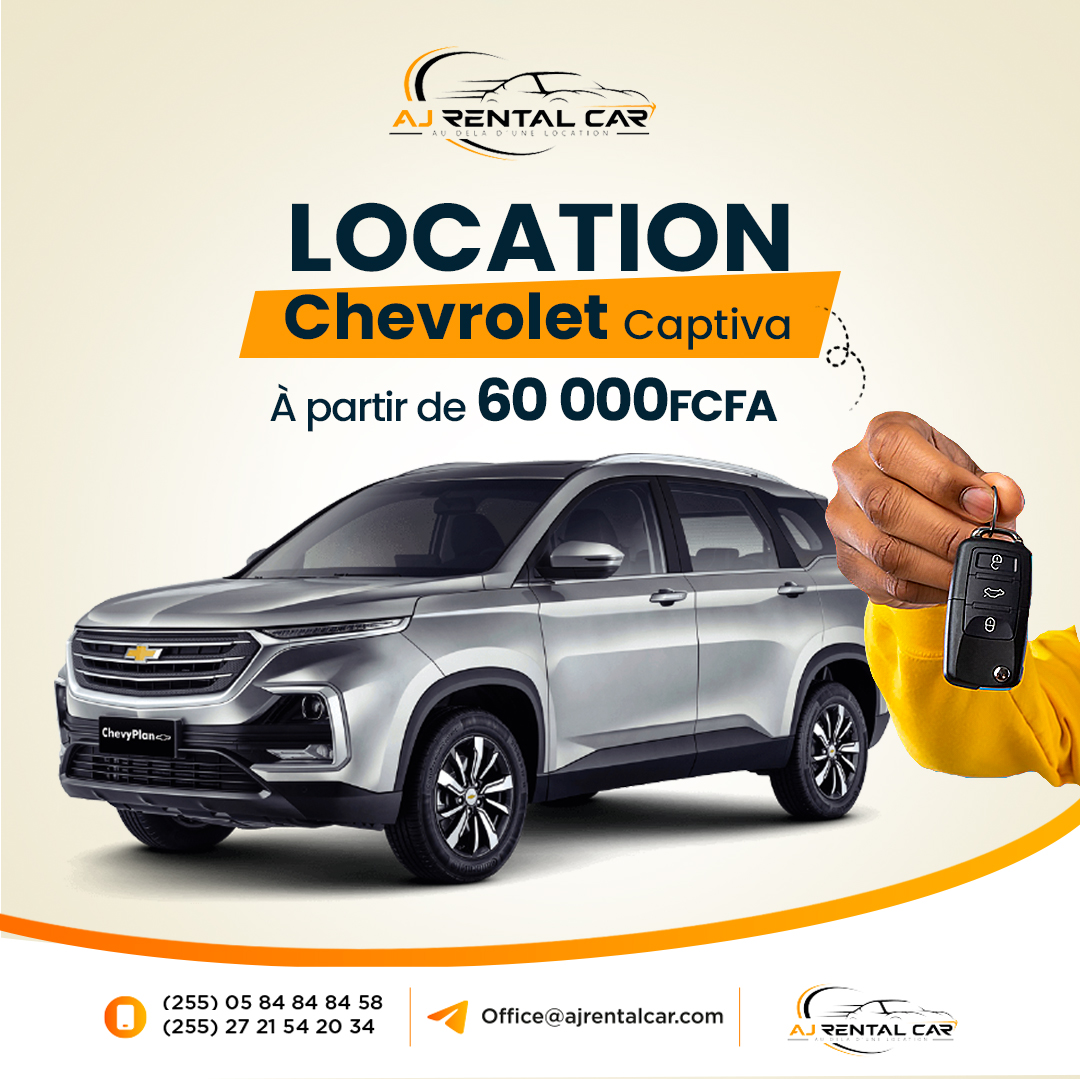 AJ RENTAL CAR
AU DELA D'UNE LOCATION
LOCATION
Chevrolet Captiva
À partir de 60 000FCFA
ChevyPlan
(255) 05 84 84 84 58
(255) 27 21 54 20 34
Office@ajrentalcar.com
AJ RENTAL CAR
AU DELA D'UNE LOCATION